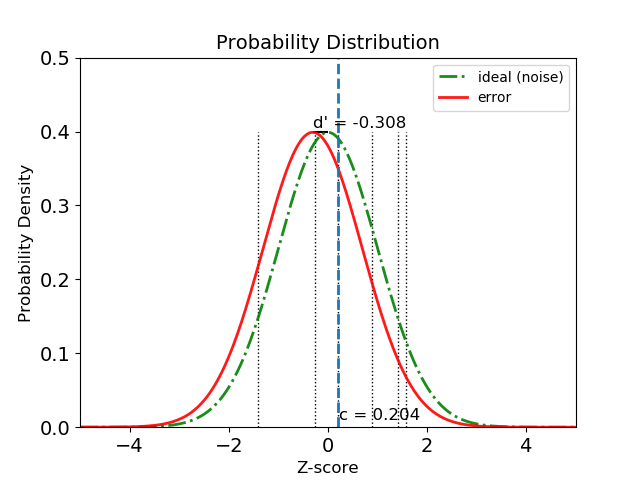 Probability Distribution
ideal (noise)
error
d' = -0.308
c = 0.204
0.5
0.4
0.3
0.2
0.1
0.0
Probability Density
−4
−2
0
2
4
Z-score